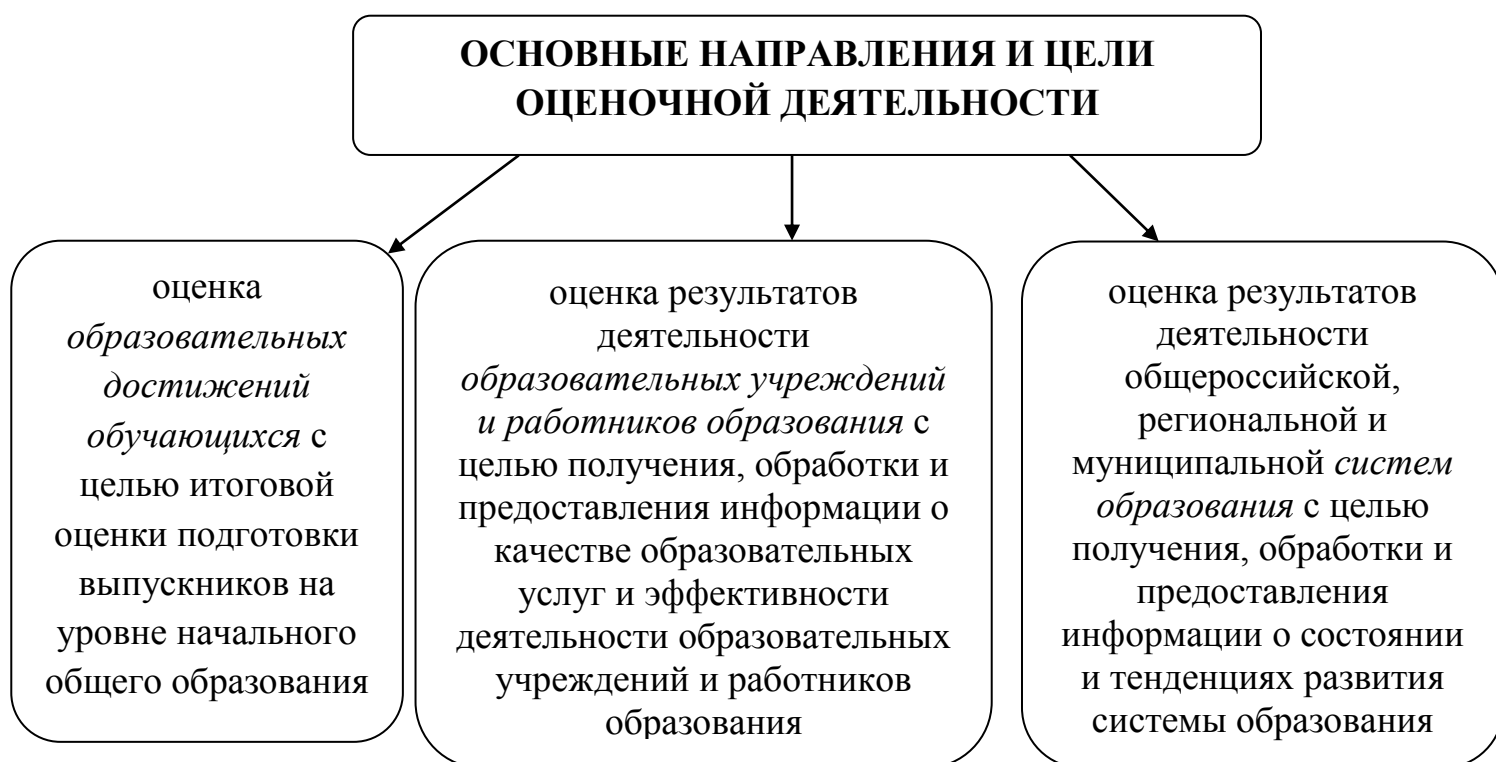 ОСНОВНЫЕ НАПРАВЛЕНИЯ И ЦЕЛИ
ОЦЕНОЧНОЙ ДЕЯТЕЛЬНОСТИ
оценка
образовательных
достижений
обучающихся с
целью итоговой
оценки подготовки
выпускников на
уровне начального
общего образования
оценка результатов
деятельности
образовательных учреждений
и работников образования с
целью получения, обработки и
предоставления информации о
качестве образовательных
услуг и эффективности
деятельности образовательных
учреждений и работников
образования
оценка результатов
деятельности
общероссийской,
региональной и
муниципальной систем
образования с целью
получения, обработки и
предоставления
информации о состоянии
и тенденциях развития
системы образования